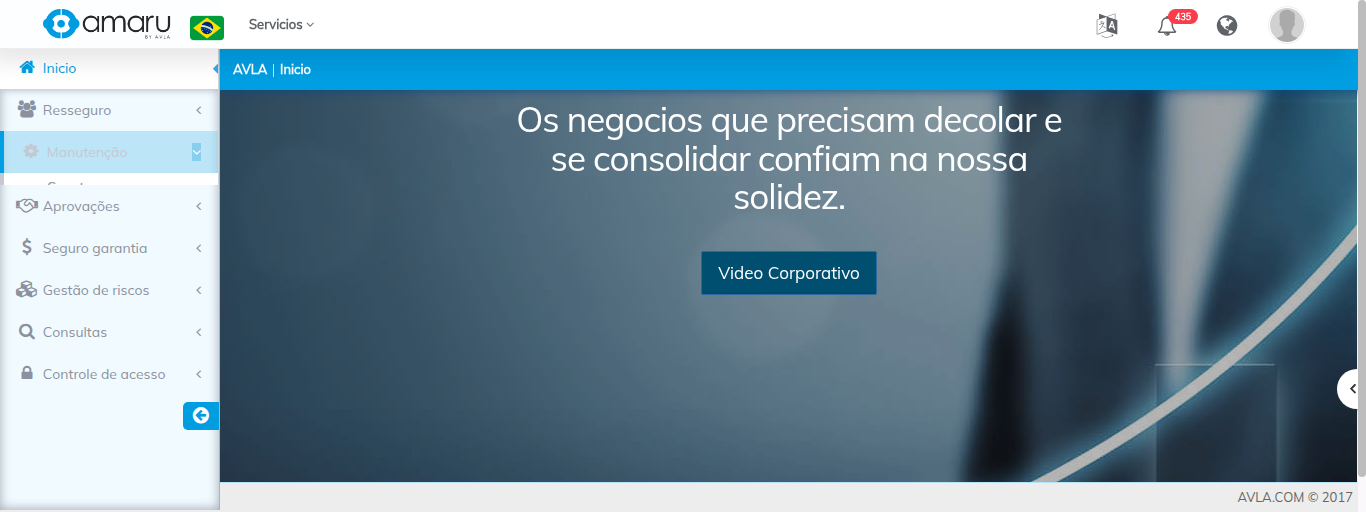 amaru
BY AVLA
Servicios
435
Inicio
AVLA | Inicio
Resseguro
Manutenção
Aprovações
Seguro garantia
Gestão de riscos
Consultas
Controle de acesso
Os negocios que precisam decolar e
se consolidar confiam na nossa
solidez.
Video Corporativo
AVLA.COM © 2017